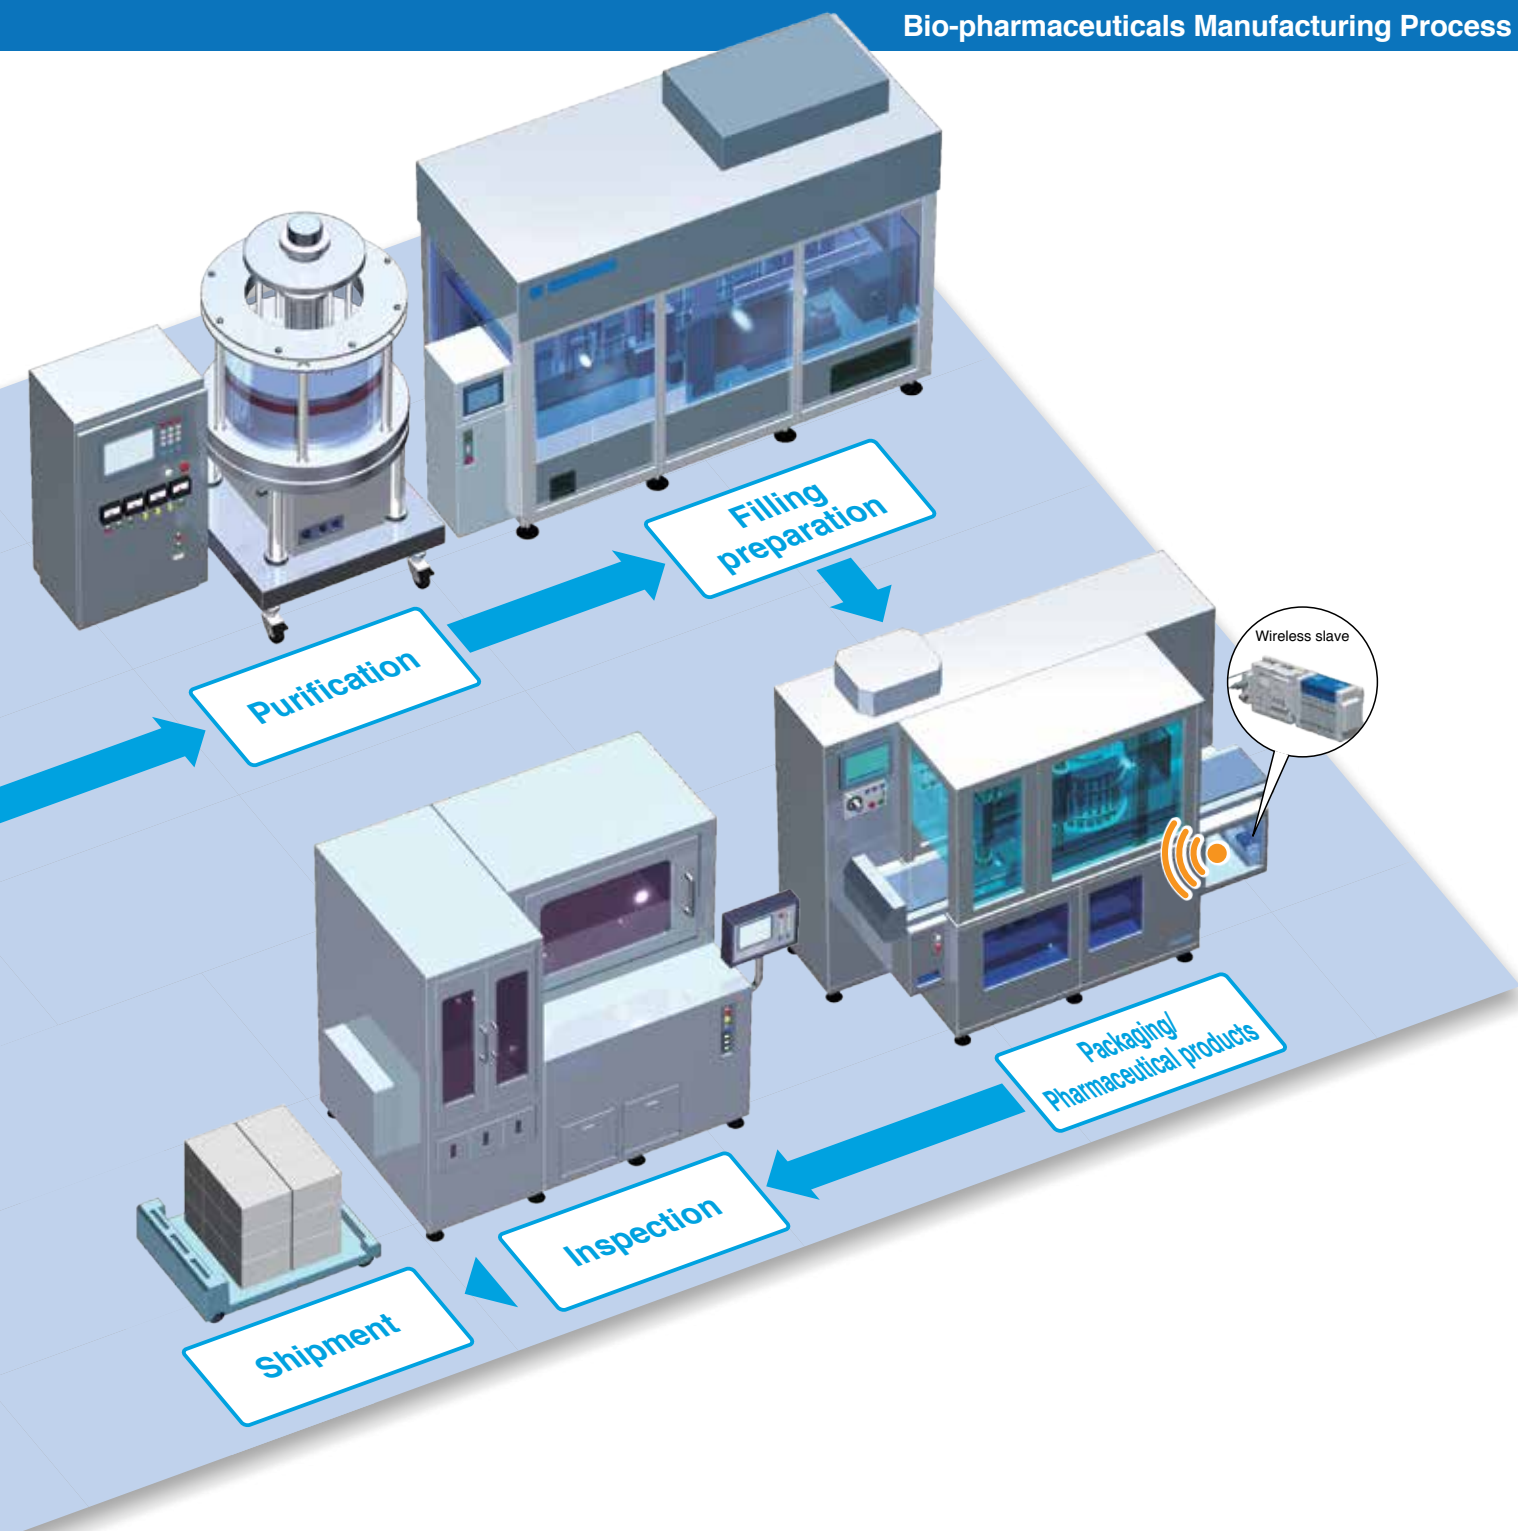 Bio-pharmaceuticals Manufacturing Process
Filling
preparation
Purification
Wireless slave
Packaging/
Pharmaceutical products
Inspection
Shipment